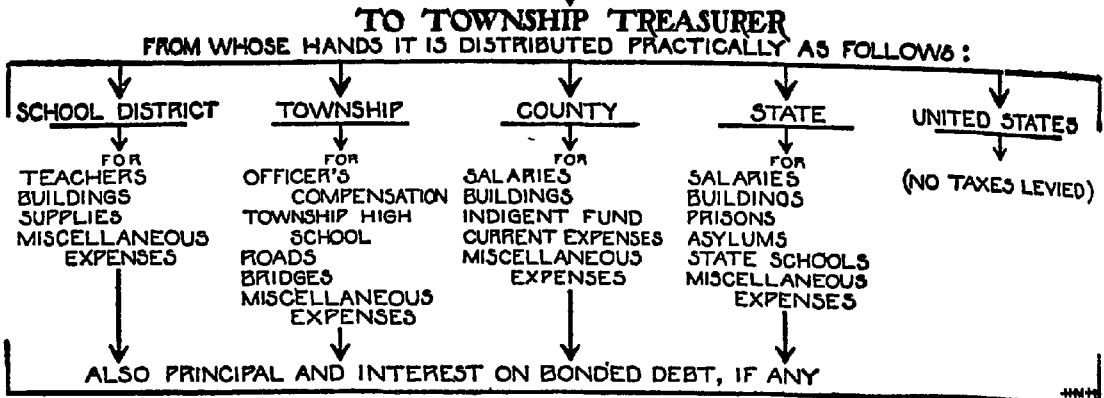 TO TOWNSHIP TREASURER
FROM WHOSE HANDS IT IS DISTRIBUTED PRACTICALLY AS FOLLOWS:
SCHOOL DISTRICT
FOR
TEACHERS
BUILDINGS
SUPPLIES
MISCELLANEOUS
EXPENSES
TOWNSHIP
FOR
OFFICER'S
COMPENSATION
TOWNSHIP HIGH
SCHOOL
ROADS
BRIDGES
MISCELLANEOUS
EXPENSES
COUNTY
FOR
SALARIES
BUILDINGS
INDIGENT FUND
CURRENT EXPENSES
MISCELLANEOUS
EXPENSES
STATE
FOR
SALARIES
BUILDINGS
PRISONS
ASYLUMS
STATE SCHOOLS
MISCELLANEOUS
EXPENSES
UNITED STATES
(NO TAXES LEVIED)
ALSO PRINCIPAL AND INTEREST ON BONDED DEBT, IF ANY